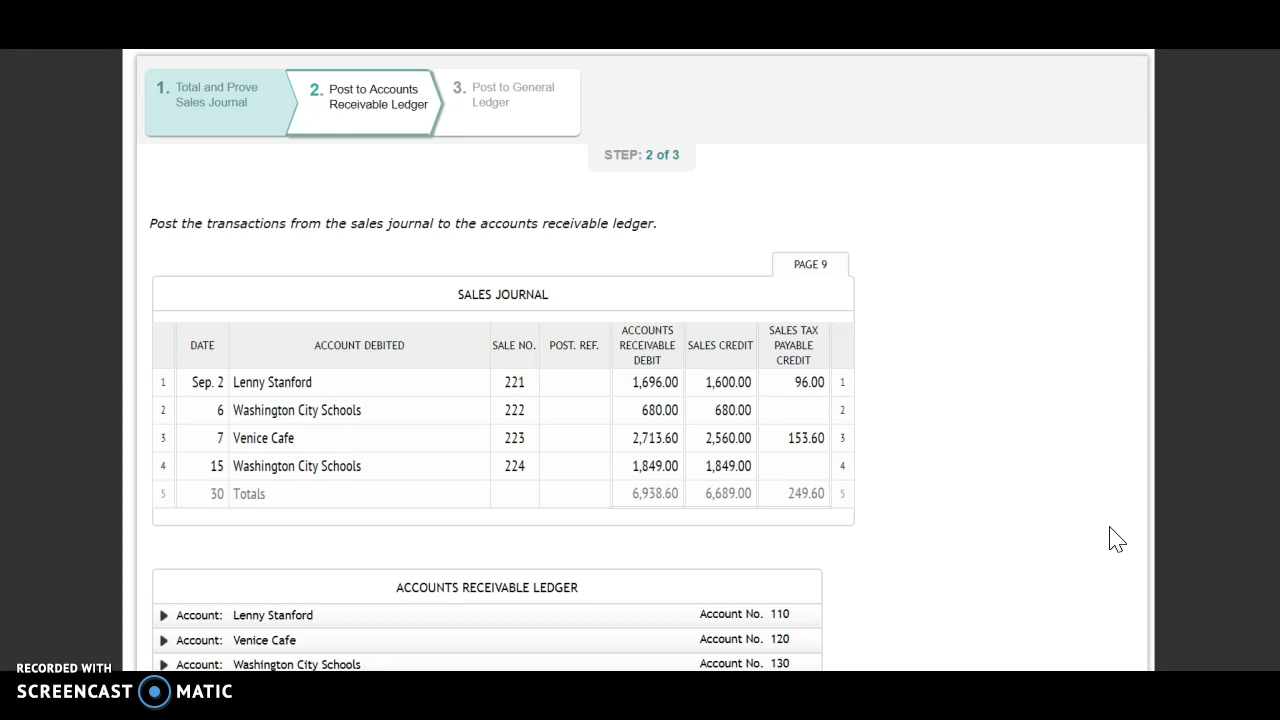 1. Total and Prove Sales Journal
2. Post to Accounts Receivable Ledger
3. Post to General Ledger
STEP: 2 of 3
Post the transactions from the sales journal to the accounts receivable ledger.
PAGE 9
SALES JOURNAL
DATE ACCOUNT DEBITED SALE NO. POST. REF. ACCOUNTS RECEIVABLE DEBIT SALES CREDIT SALES TAX PAYABLE CREDIT
1 Sep. 2 Lenny Stanford 221 1,696.00 1,600.00 96.00 1
2 6 Washington City Schools 222 680.00 680.00 2
3 7 Venice Cafe 223 2,713.60 2,560.00 153.60 3
4 15 Washington City Schools 224 1,849.00 1,849.00 4
5 30 Totals 6,938.60 6,689.00 249.60 5
ACCOUNTS RECEIVABLE LEDGER
Account: Lenny Stanford Account No. 110
Account: Venice Cafe Account No. 120
Account: Washington City Schools Account No. 130
RECORDED WITH
SCREENCAST MATIC